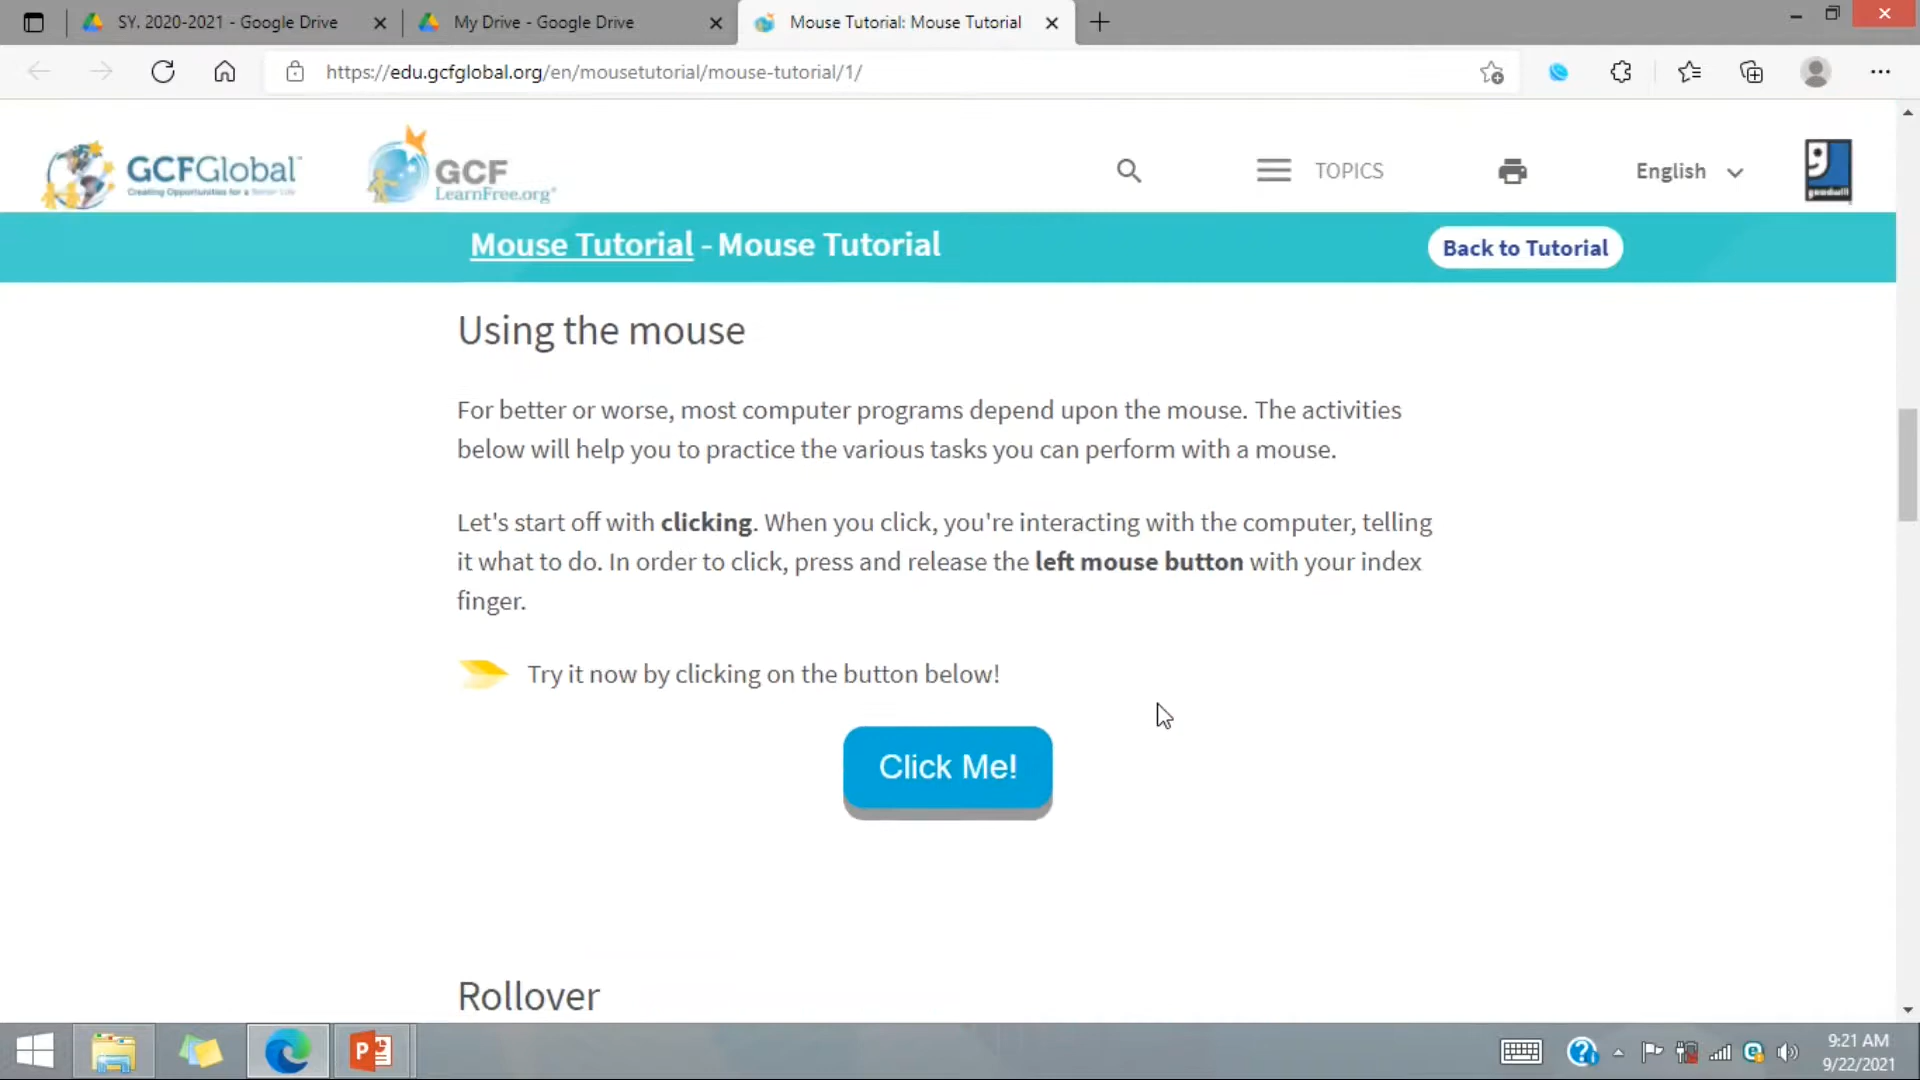 SY. 2020-2021 - Google Drive
My Drive - Google Drive
Mouse Tutorial: Mouse Tutorial
https://edu.gcfglobal.org/en/mousetutorial/mouse-tutorial/1/
GCFGlobal
Creating Opportunities for a Better Life
GCF
LearnFree.org
TOPICS
English
goodwill
Mouse Tutorial - Mouse Tutorial
Back to Tutorial
Using the mouse
For better or worse, most computer programs depend upon the mouse. The activities
below will help you to practice the various tasks you can perform with a mouse.
Let's start off with clicking. When you click, you're interacting with the computer, telling
it what to do. In order to click, press and release the left mouse button with your index
finger.
Try it now by clicking on the button below!
Click Me!
Rollover
9:21 AM
9/22/2021